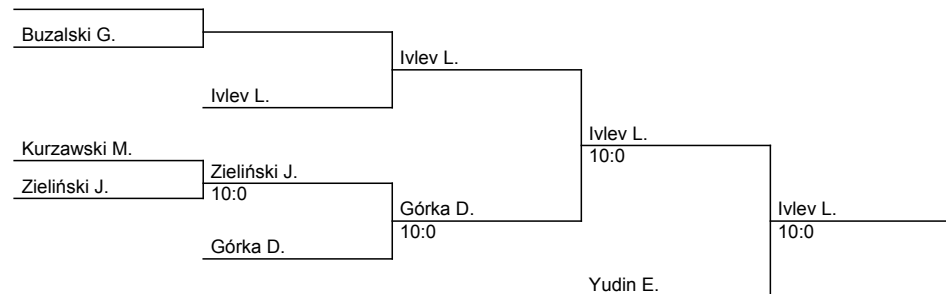 Buzalski G.
Ivlev L.
Ivlev L.
Kurzawski M.
Zieliński J.
Zieliński J.
10:0
Górka D.
Górka D.
10:0
Ivlev L.
10:0
Yudin E.
Ivlev L.
10:0